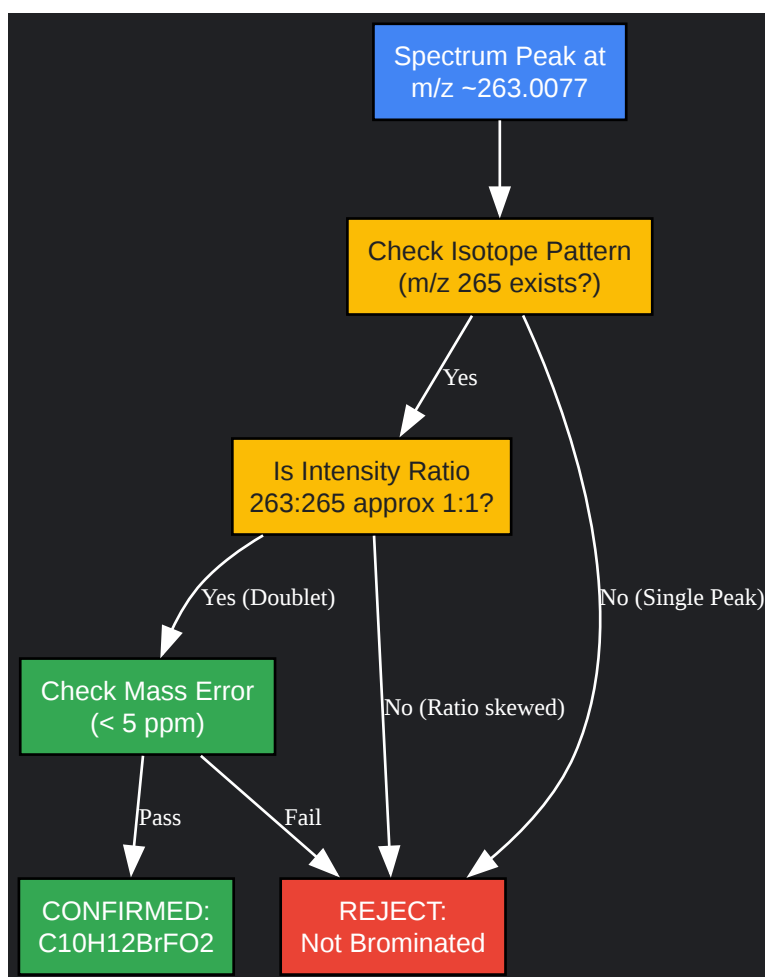 Spectrum Peak at
m/z ~263.0077
Check Isotope Pattern
(m/z 265 exists?)
Yes
Is Intensity Ratio
263:265 approx 1:1?
Yes (Doublet)
No (Single Peak)
Check Mass Error
(< 5 ppm)
No (Ratio skewed)
Pass
Fail
CONFIRMED:
C10H12BrFO2
REJECT:
Not Brominated